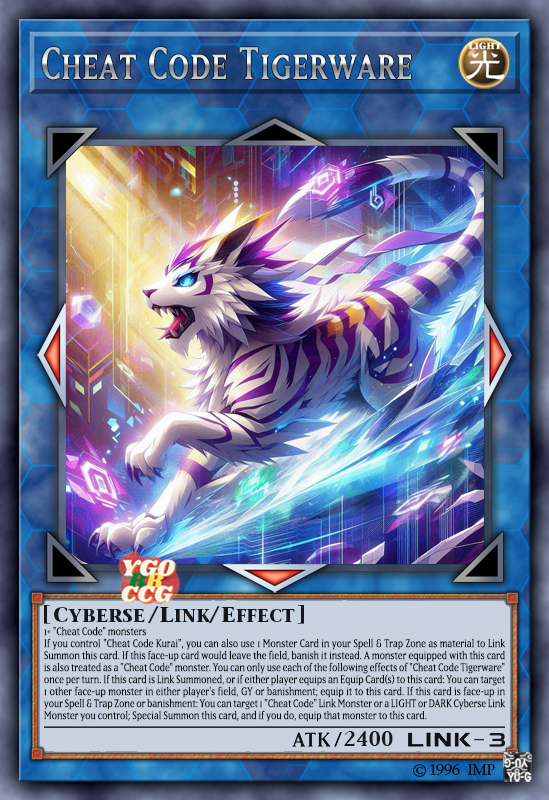 CHEAT CODE TIGERWARE
LIGHT
光
YGO
BR
CCG
[CYBERSE/LINK/EFFECT]
1+ "Cheat Code" monsters
If you control "Cheat Code Kurai", you can also use 1 Monster Card in your Spell & Trap Zone as material to Link
Summon this card. If this face-up card would leave the field, banish it instead. A monster equipped with this card
is also treated as a "Cheat Code" monster. You can only use each of the following effects of "Cheat Code Tigerware"
once per turn. If this card is Link Summoned, or if either player equips an Equip Card(s) to this card: You can target
1 other face-up monster in either player's field, GY or banishment; equip it to this card. If this card is face-up in
your Spell & Trap Zone or banishment: You can target 1 "Cheat Code" Link Monster or a LIGHT or DARK Cyberse Link
Monster you control; Special Summon this card, and if you do, equip that monster to this card.
ATK/2400 LINK-3
©1996 IMP